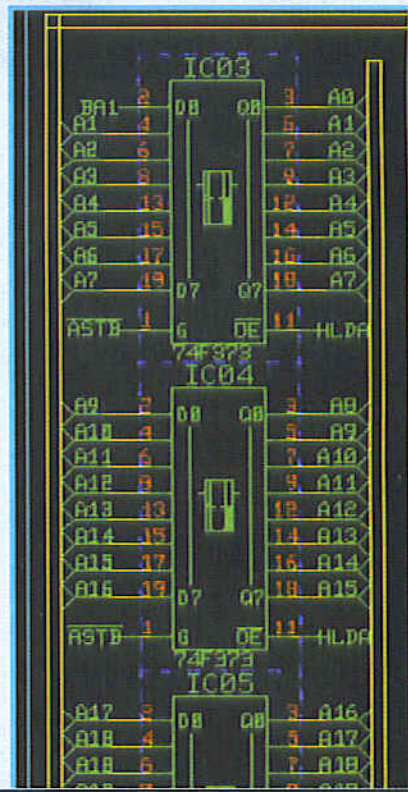 IC03
BA1 2 D0 Q0 3 A0
A1 4 5 A1
A2 6 7 A2
A3 8 9 A3
A4 13 12 A4
A5 15 14 A5
A6 17 16 A6
A7 19 D7 Q7 18 A7
ASTB 1 G OE 11 HLDA
74F373
IC04
A9 2 D0 Q0 3 A8
A10 4 5 A9
A11 6 7 A10
A12 8 9 A11
A13 13 12 A12
A14 15 14 A13
A15 17 16 A14
A16 19 D7 Q7 18 A15
ASTB 1 G OE 11 HLDA
74F373
IC05
A17 2 D0 Q0 3 A16
A18 4 5 A17
A18 6 7 A18